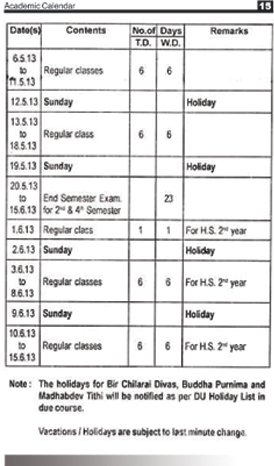 Academic Calendar 15
Date(s) Contents No.of Days Remarks
T.D. W.D.
6.5.13
to Regular classes 6 6
11.5.13
12.5.13 Sunday Holiday
13.5.13
to Regular class 6 6
18.5.13
19.5.13 Sunday Holiday
20.5.13
to End Semester Exam. 23
15.6.13 for 2nd & 4th Semester
1.6.13 Regular class 1 1 For H.S. 2nd year
2.6.13 Sunday Holiday
3.6.13
to Regular classes 6 6 For H.S. 2nd year
8.6.13
9.6.13 Sunday Holiday
10.6.13
to Regular classes 6 6 For H.S. 2nd year
15.6.13
Note : The holidays for Bir Chilarai Divas, Buddha Purnima and
Madhabdev Tithi will be notified as per DU Holiday List in
due course.
Vacations / Holidays are subject to last minute change.